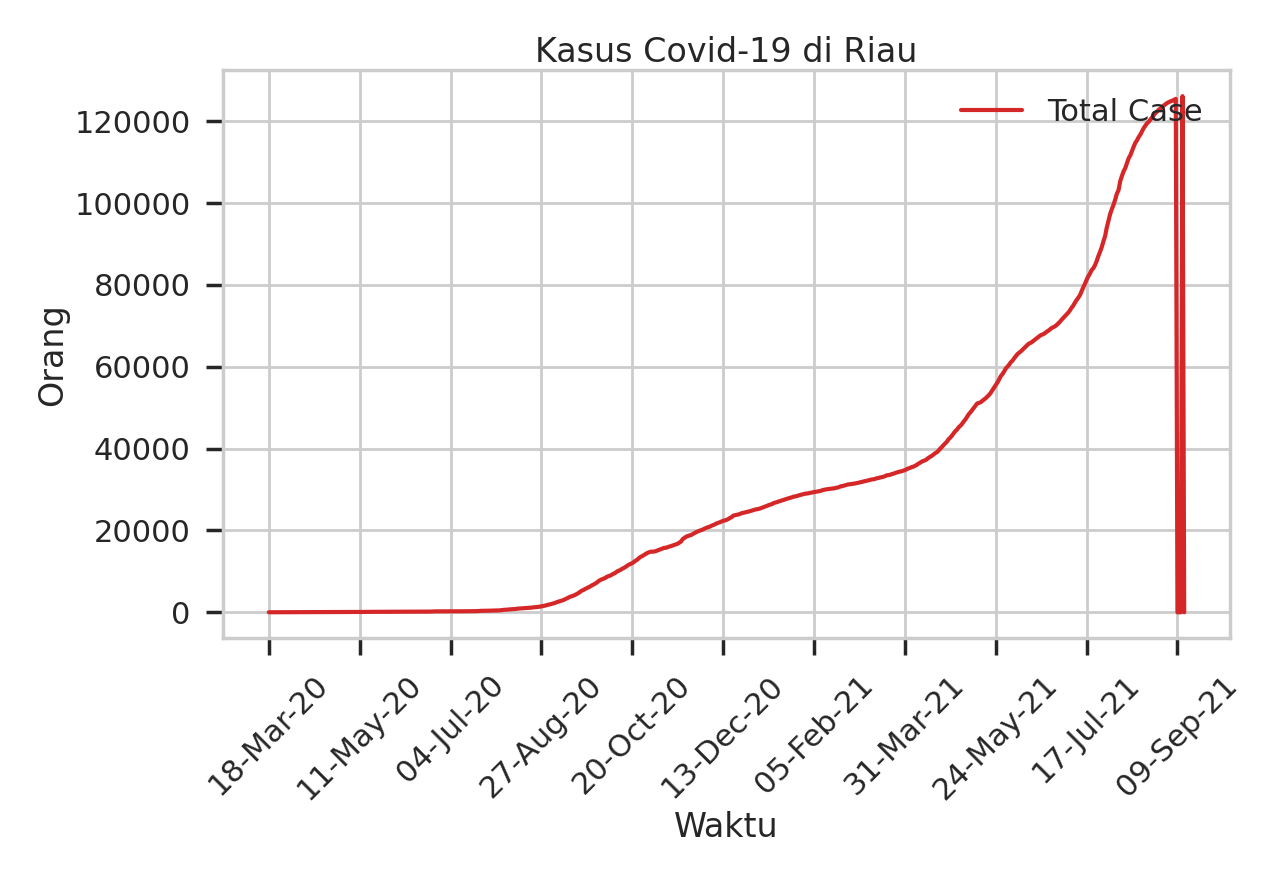 Kasus Covid-19 di Riau
Total Case
Orang
120000
100000
80000
60000
40000
20000
0
18-Mar-20
11-May-20
04-Jul-20
27-Aug-20
20-Oct-20
13-Dec-20
05-Feb-21
31-Mar-21
24-May-21
17-Jul-21
09-Sep-21
Waktu